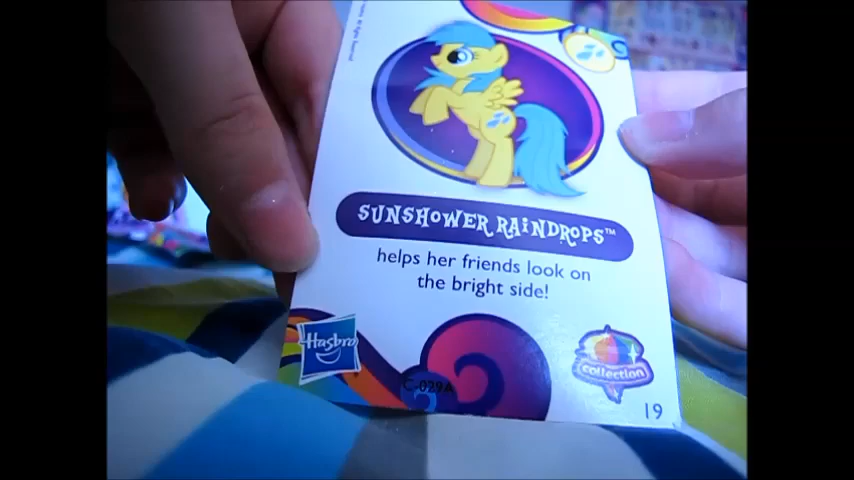 SUNSHOWER RAINDROPS™
helps her friends look on
the bright side!
Hasbro
collection
C-029A
19